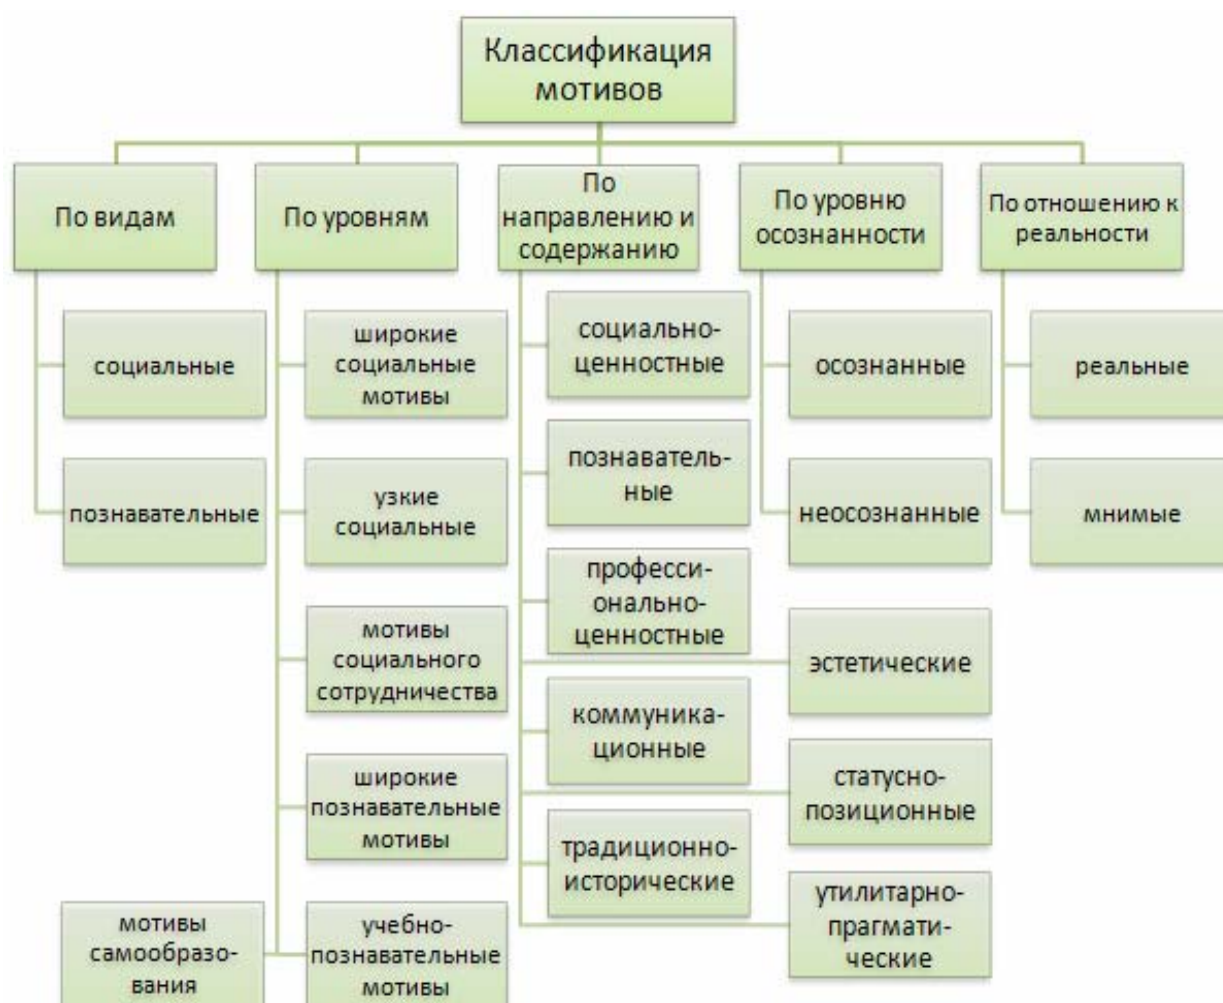 Классификация
мотивов
По видам
По уровням
По
направлению и
содержанию
По уровню
осознанности
По отношению к
реальности
социальные
познавательные
широкие
социальные
мотивы
узкие
социальные
мотивы
социального
сотрудничества
широкие
познавательные
мотивы
учебно-
познавательные
мотивы
мотивы
самообразо-
вания
социально-
ценностные
познаватель-
ные
професси-
онально-
ценностные
коммуника-
ционные
традиционно-
исторические
эстетические
статусно-
позиционные
утилитарно-
прагмати-
ческие
осознанные
неосознанные
реальные
мнимые